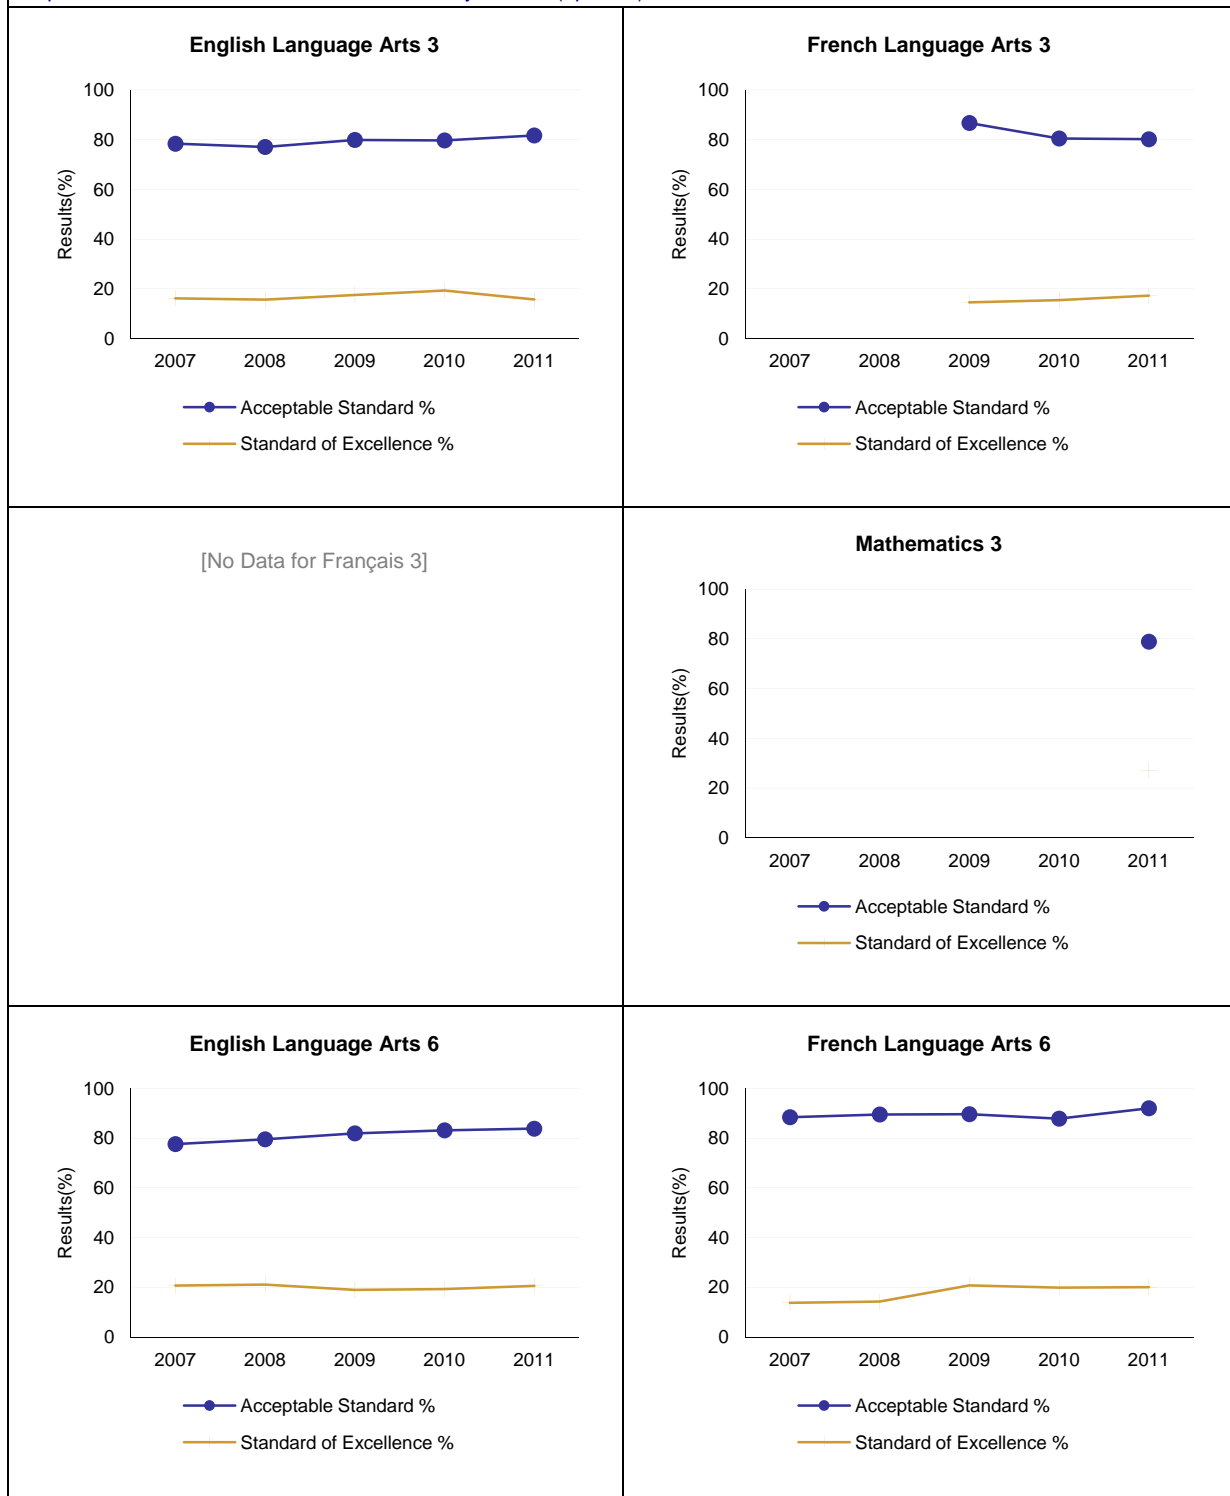 English Language Arts 3
100
80
60
40
20
0
Results(%)
2007 2008 2009 2010 2011
Acceptable Standard %
Standard of Excellence %
French Language Arts 3
100
80
60
40
20
0
Results(%)
2007 2008 2009 2010 2011
Acceptable Standard %
Standard of Excellence %
[No Data for Français 3]
Mathematics 3
100
80
60
40
20
0
Results(%)
2007 2008 2009 2010 2011
Acceptable Standard %
Standard of Excellence %
English Language Arts 6
100
80
60
40
20
0
Results(%)
2007 2008 2009 2010 2011
Acceptable Standard %
Standard of Excellence %
French Language Arts 6
100
80
60
40
20
0
Results(%)
2007 2008 2009 2010 2011
Acceptable Standard %
Standard of Excellence %